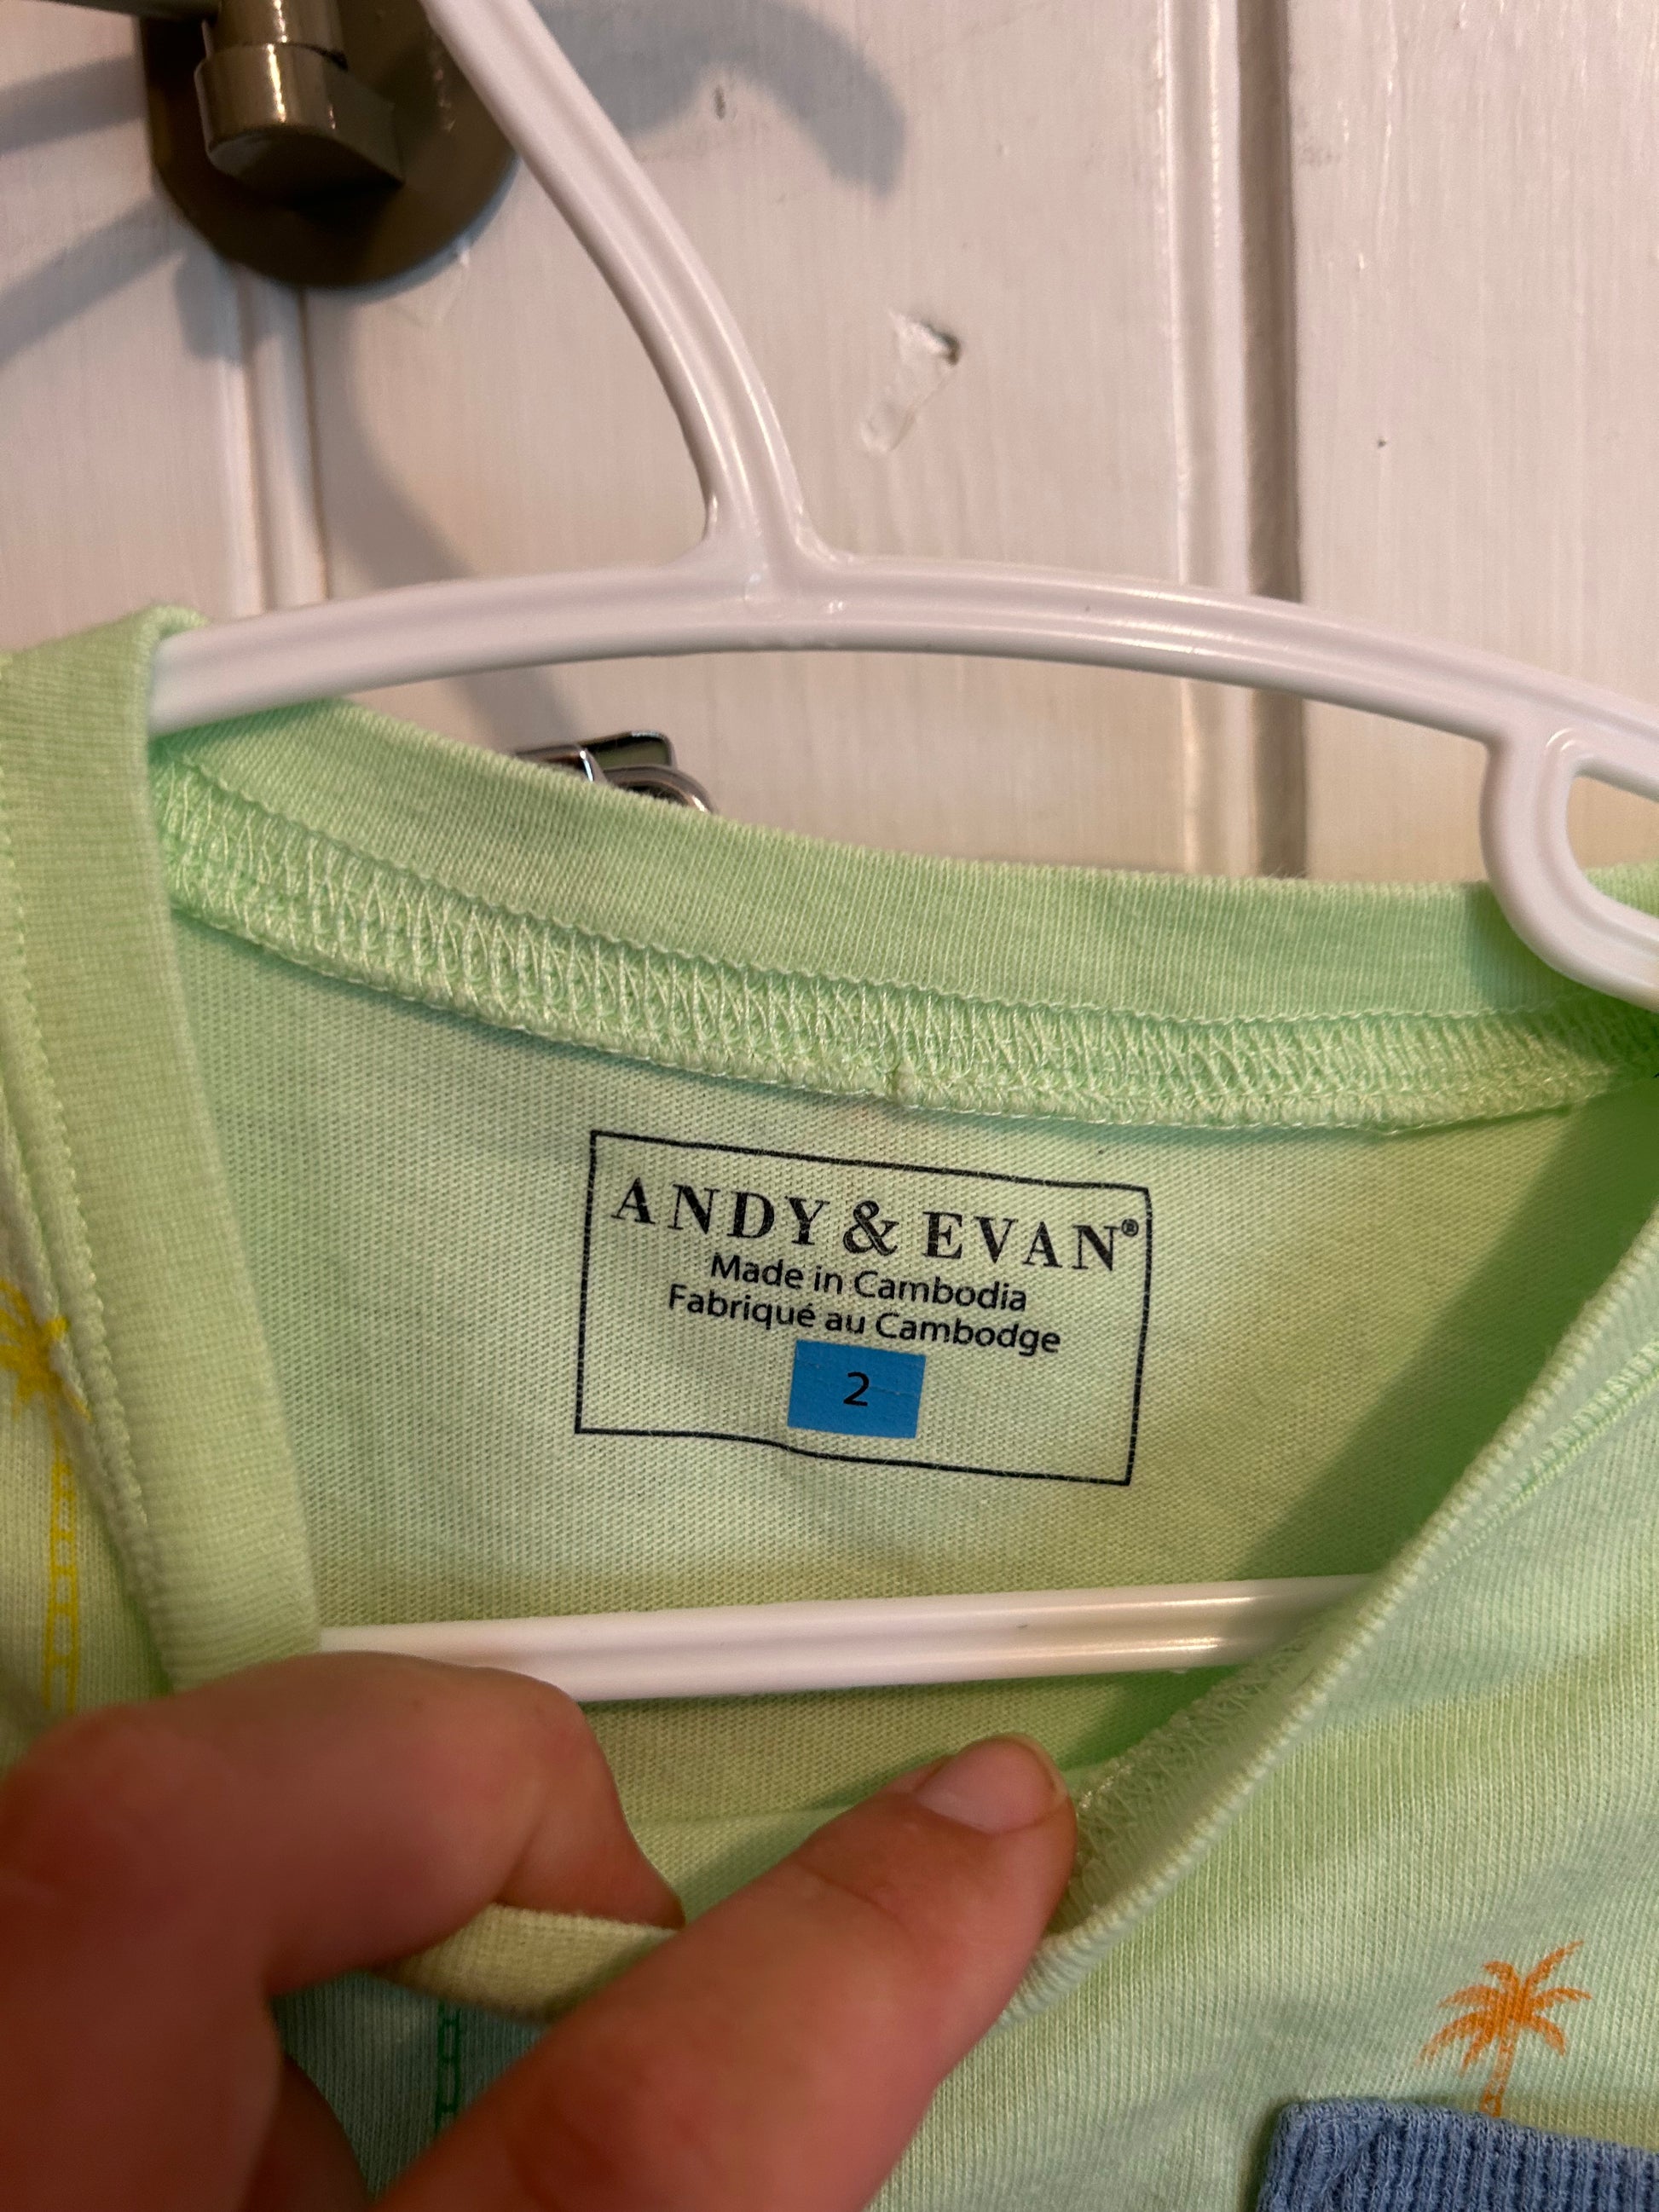 ANDY & EVAN®
Made in Cambodia
Fabriqué au Cambodge
2